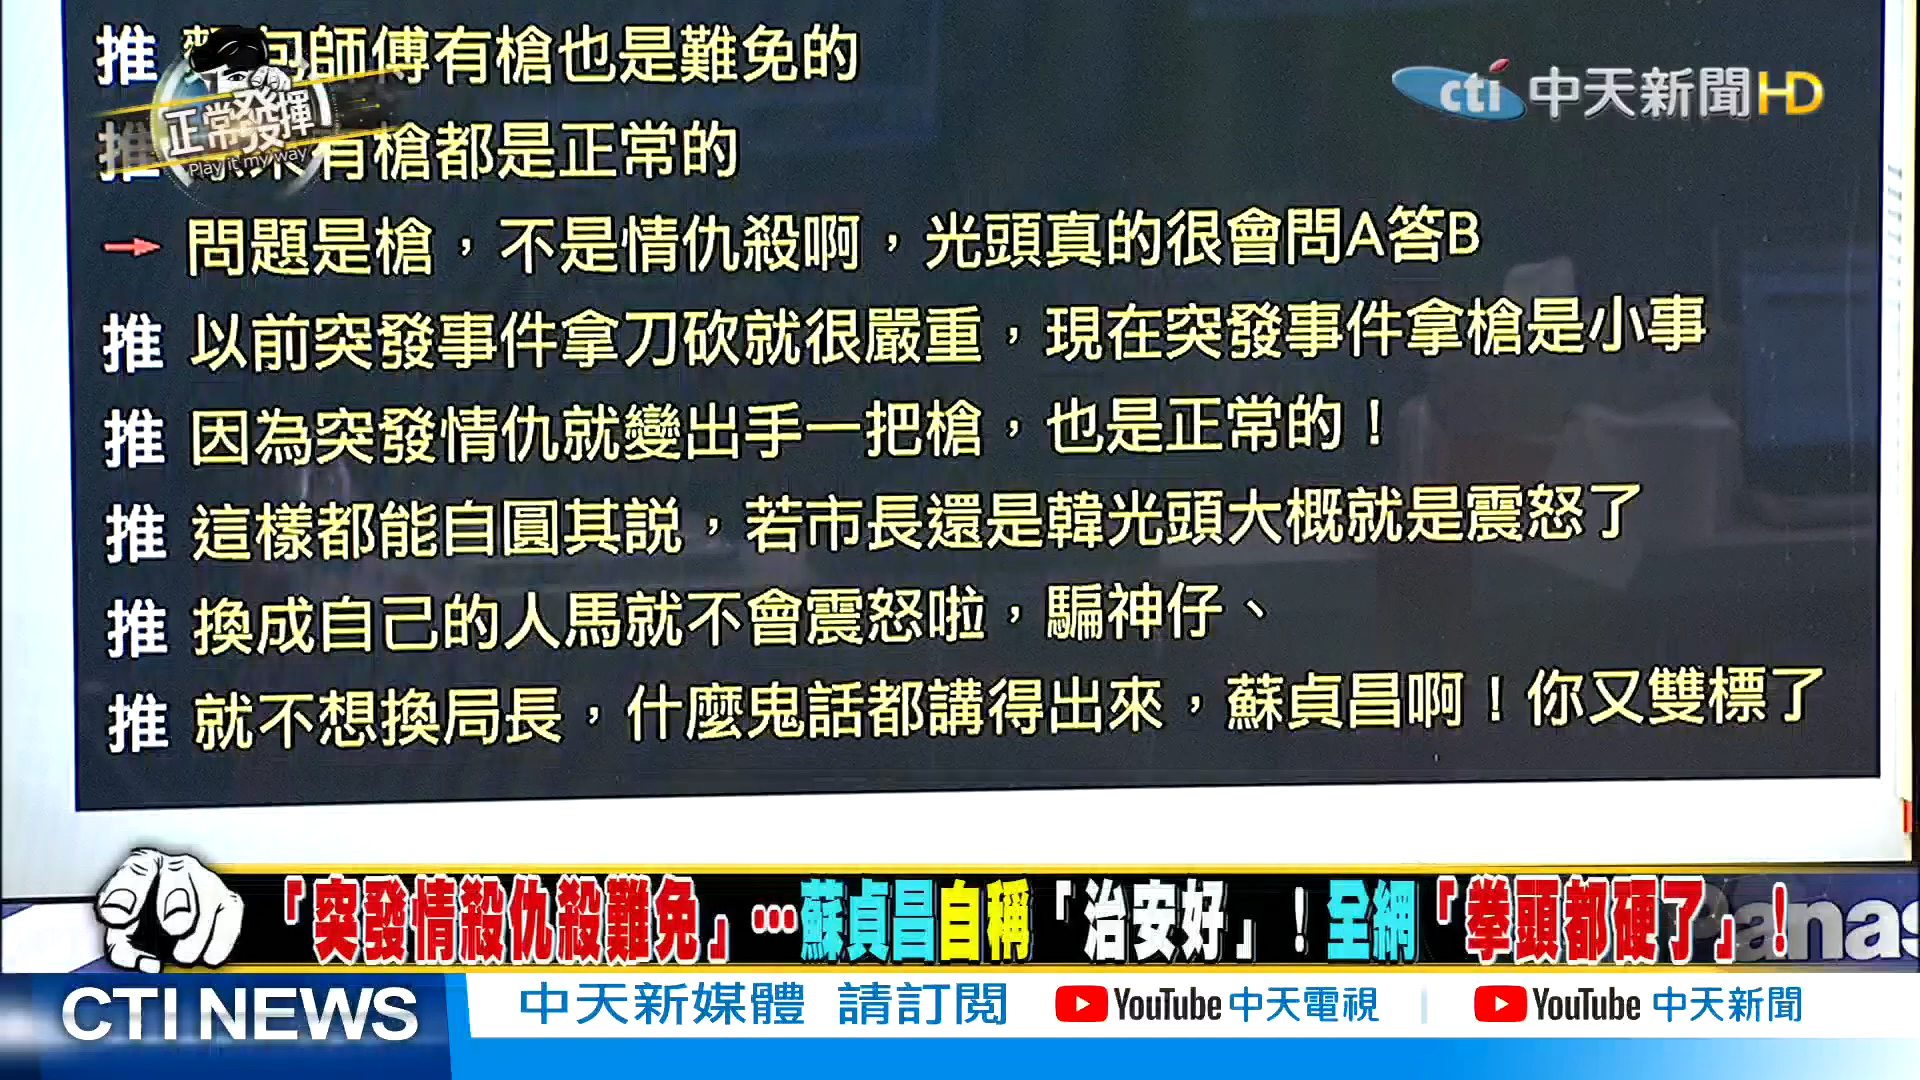 推 麵包師傅有槍也是難免的
正常發揮
Play it my way
cti 中天新聞HD
推 有槍都是正常的
→ 問題是槍，不是情仇殺啊，光頭真的很會問A答B
推 以前突發事件拿刀砍就很嚴重，現在突發事件拿槍是小事
推 因為突發情仇就變出手一把槍，也是正常的！
推 這樣都能自圓其説，若市長還是韓光頭大概就是震怒了
推 換成自己的人馬就不會震怒啦，騙神仔、
推 就不想換局長，什麼鬼話都講得出來，蘇貞昌啊！你又雙標了
「突發情殺仇殺難免」…蘇貞昌自稱「治安好」！全網「拳頭都硬了」！
Panas
CTI NEWS
中天新媒體 請訂閱 YouTube 中天電視 | YouTube 中天新聞